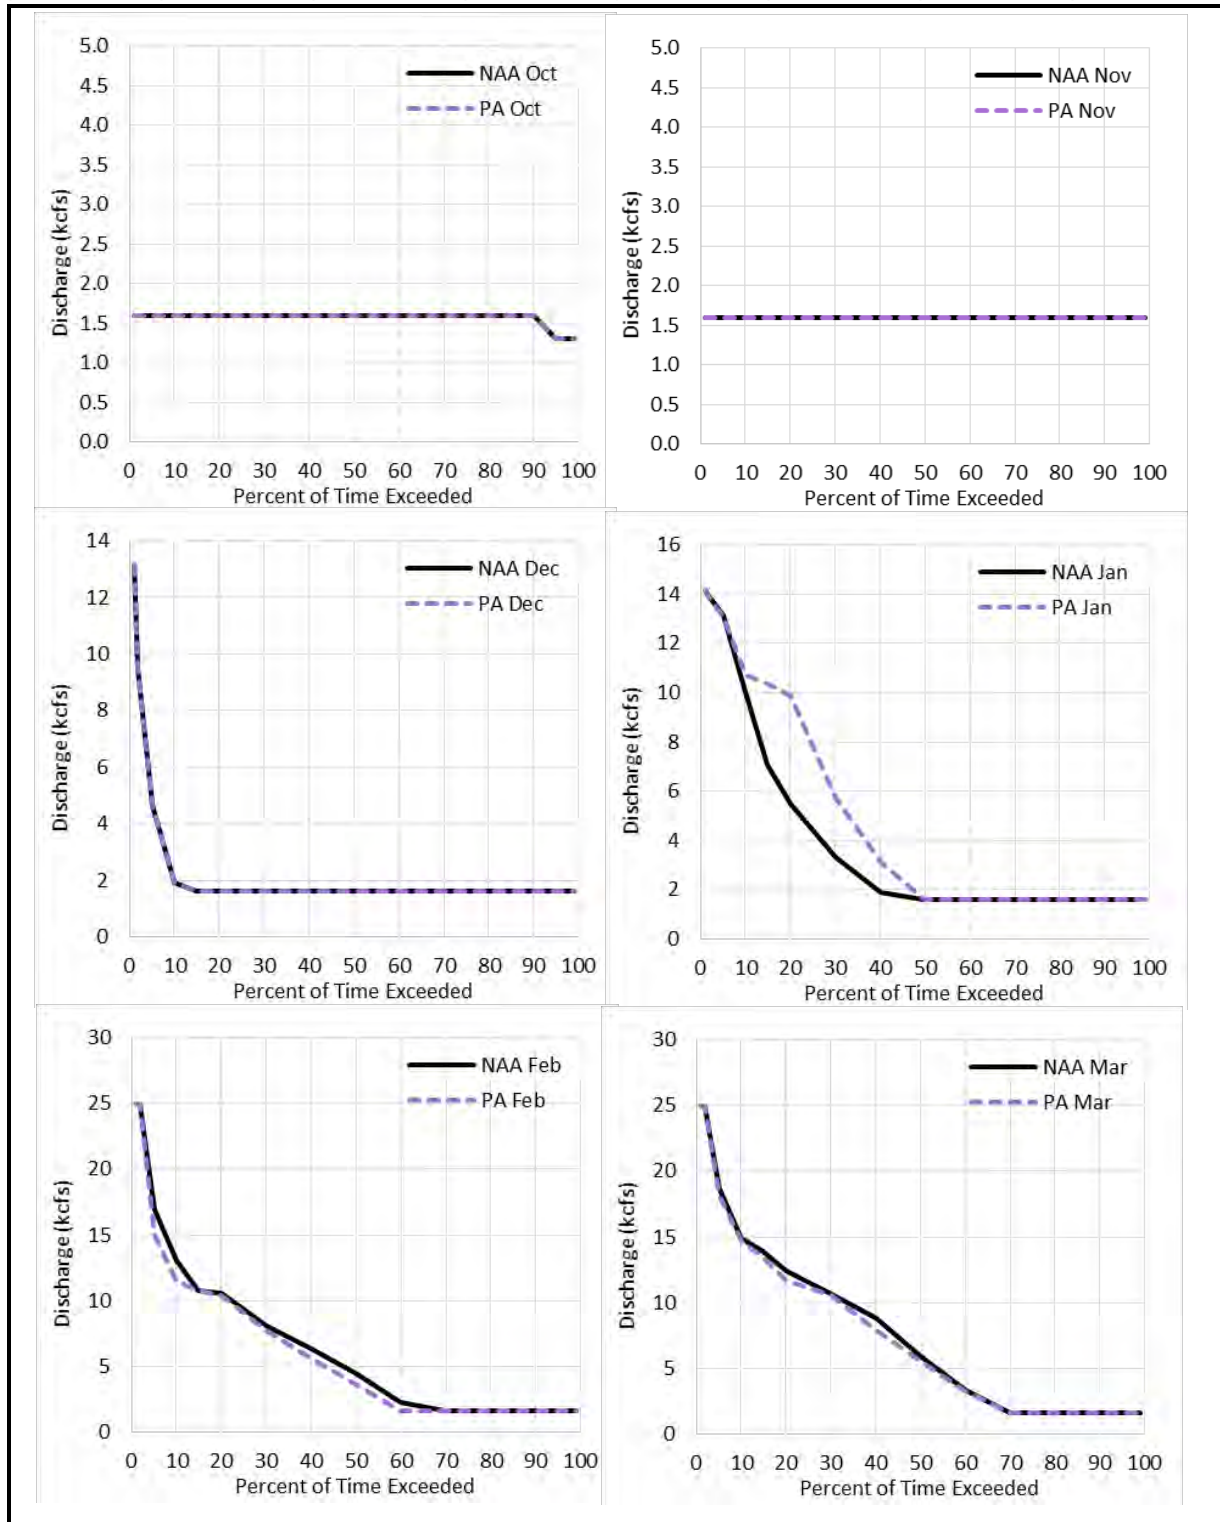 5.0
4.5
4.0
3.5
3.0
2.5
2.0
1.5
1.0
0.5
0.0
Discharge (kcfs)
NAA Oct
PA Oct
0 10 20 30 40 50 60 70 80 90 100
Percent of Time Exceeded
5.0
4.5
4.0
3.5
3.0
2.5
2.0
1.5
1.0
0.5
0.0
Discharge (kcfs)
NAA Nov
PA Nov
0 10 20 30 40 50 60 70 80 90 100
Percent of Time Exceeded
14
12
10
8
6
4
2
0
Discharge (kcfs)
NAA Dec
PA Dec
0 10 20 30 40 50 60 70 80 90 100
Percent of Time Exceeded
16
14
12
10
8
6
4
2
0
Discharge (kcfs)
NAA Jan
PA Jan
0 10 20 30 40 50 60 70 80 90 100
Percent of Time Exceeded
30
25
20
15
10
5
0
Discharge (kcfs)
NAA Feb
PA Feb
0 10 20 30 40 50 60 70 80 90 100
Percent of Time Exceeded
30
25
20
15
10
5
0
Discharge (kcfs)
NAA Mar
PA Mar
0 10 20 30 40 50 60 70 80 90 100
Percent of Time Exceeded